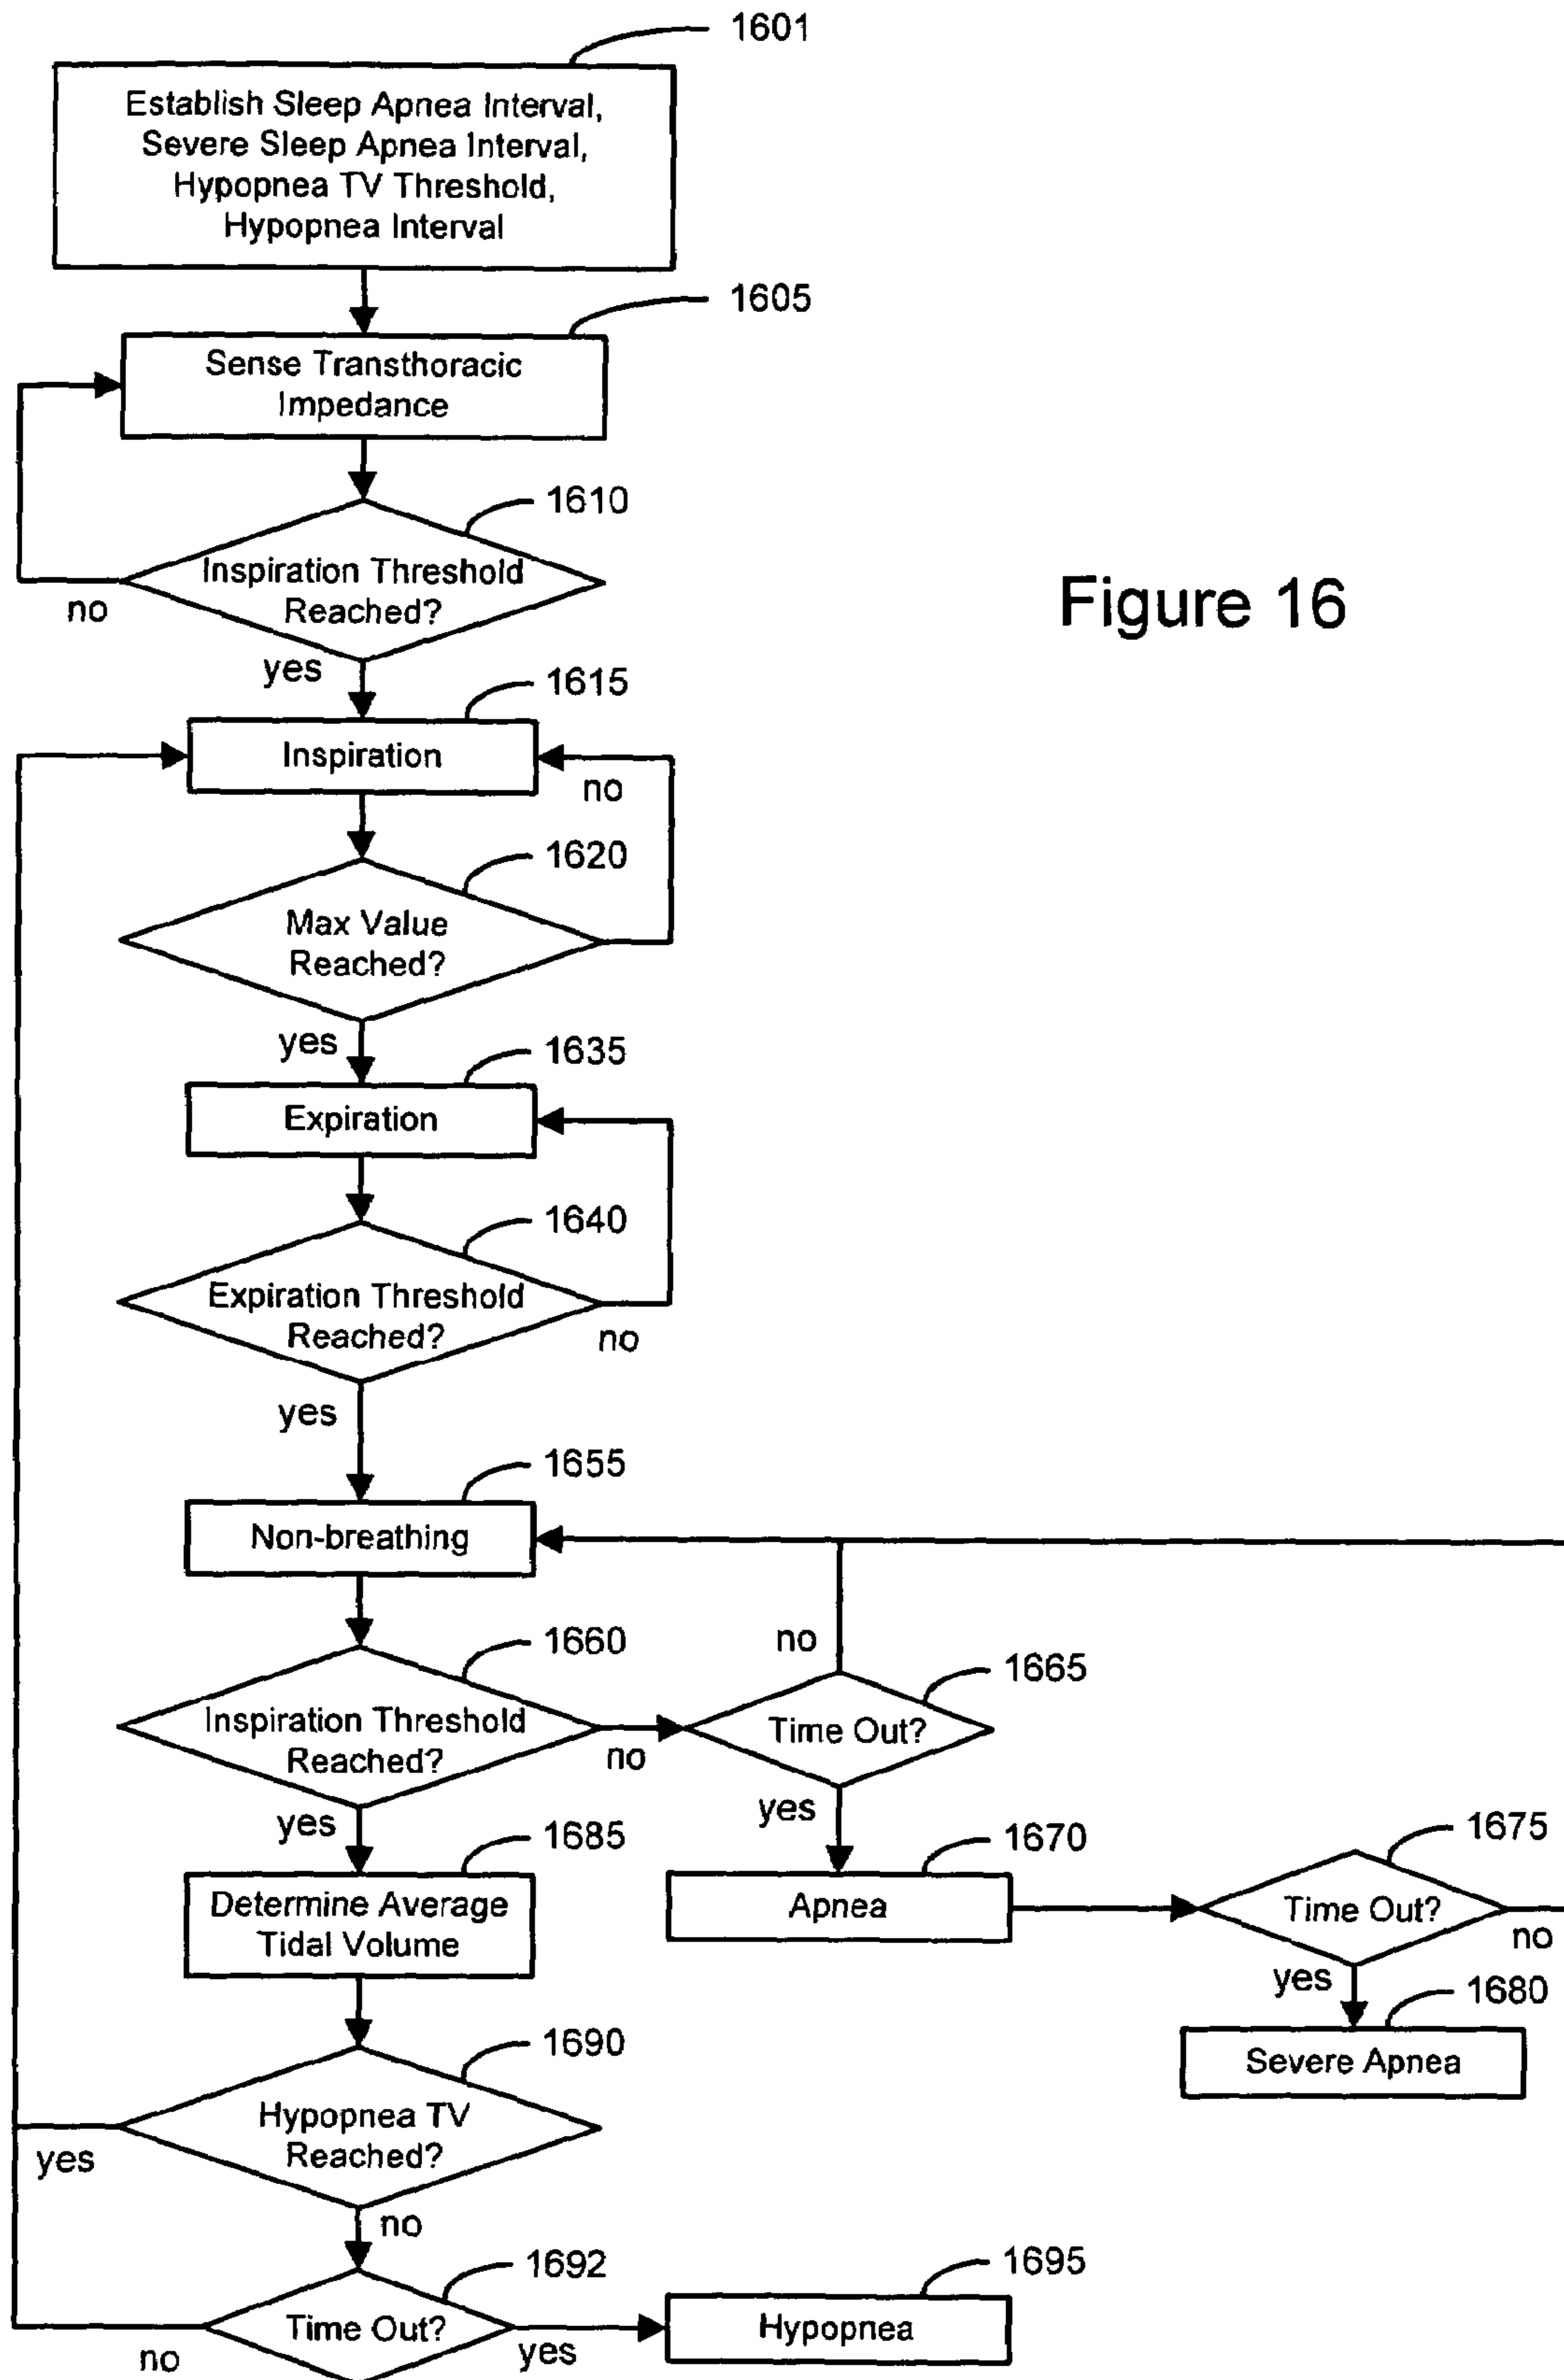 1601
Establish Sleep Apnea Interval,
Severe Sleep Apnea Interval,
Hypopnea TV Threshold,
Hypopnea Interval
1605
Sense Transthoracic
Impedance
1610
Inspiration Threshold
Reached?
no
yes
Figure 16
1615
Inspiration
no
1620
Max Value
Reached?
yes
1635
Expiration
1640
Expiration Threshold
Reached?
no
yes
1655
Non-breathing
1660
Inspiration Threshold
Reached?
no
yes
no
1665
Time Out?
yes
1670
Apnea
1675
Time Out?
no
yes
1680
Severe Apnea
1685
Determine Average
Tidal Volume
1690
Hypopnea TV
Reached?
yes
no
1692
Time Out?
no
yes
1695
Hypopnea